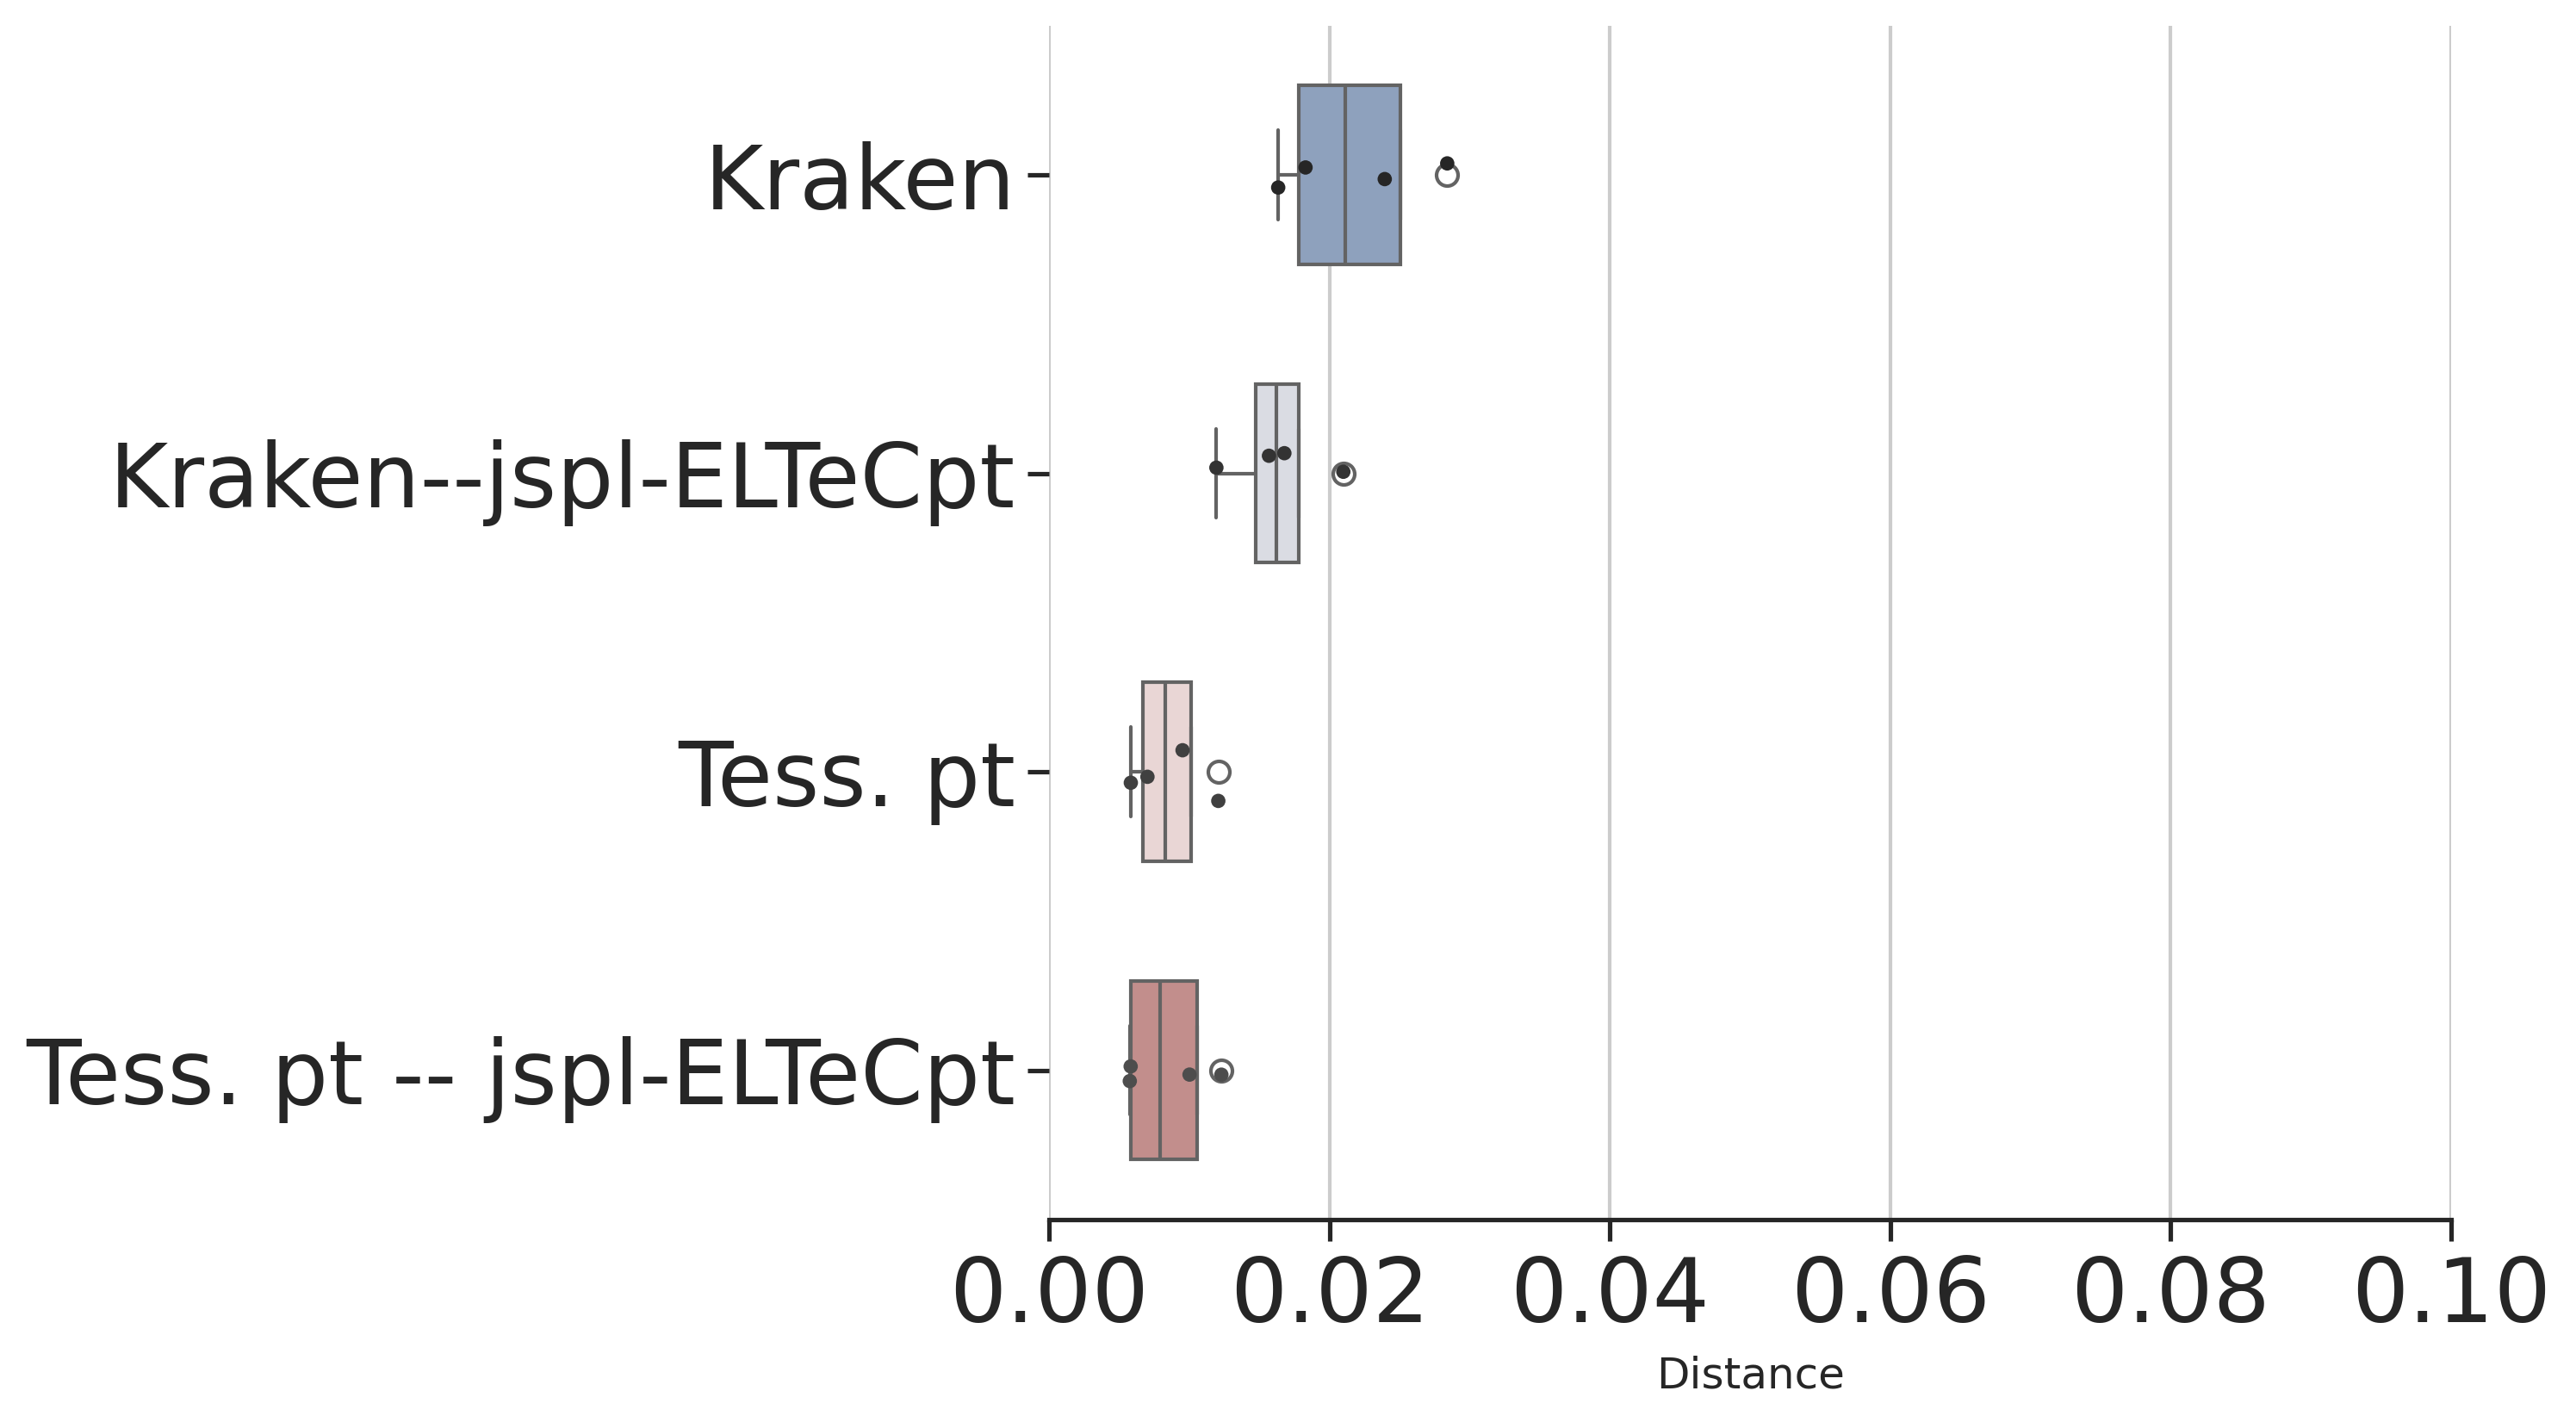 Kraken
Kraken--jspl-ELTeCpt
Tess. pt
Tess. pt -- jspl-ELTeCpt
0.00 0.02 0.04 0.06 0.08 0.10
Distance